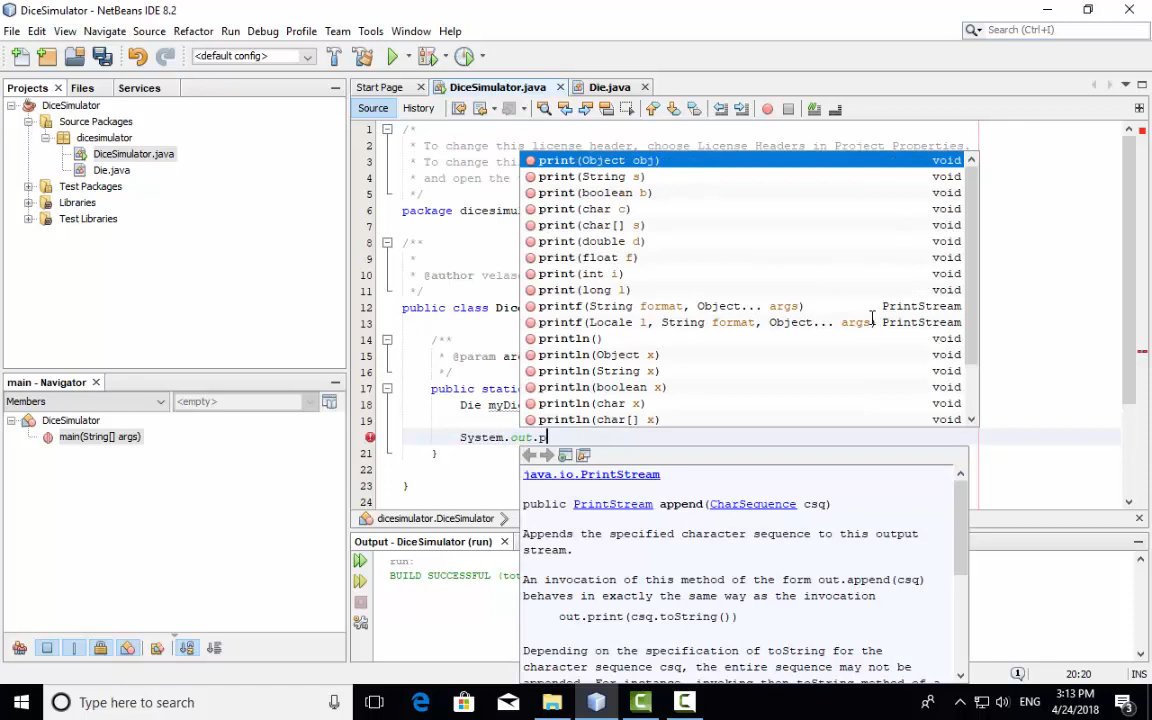 DiceSimulator - NetBeans IDE 8.2
File Edit View Navigate Source Refactor Run Debug Profile Team Tools Window Help
Search (Ctrl+I)
<default config>
Projects Files Services
Start Page DiceSimulator.java Die.java
Source History
DiceSimulator
Source Packages
dicesimulator
DiceSimulator.java
Die.java
Test Packages
Libraries
Test Libraries
1 /*
2 * To change this license header, choose License Headers in Project Properties.
3 * To change this
4 * and open the
5 */
6 package dicesimu
7
8 /**
9 *
10 * @author velas
11 */
12 public class Dic
13
14 /**
15 * @param ar
16 */
17 public stati
18 Die myDi
19
System.out.p
21 }
22
23 }
24
print(Object obj) void
print(String s) void
print(boolean b) void
print(char c) void
print(char[] s) void
print(double d) void
print(float f) void
print(int i) void
print(long l) void
printf(String format, Object... args) PrintStream
printf(Locale l, String format, Object... args) PrintStream
println() void
println(Object x) void
println(String x) void
println(boolean x) void
println(char x) void
println(char[] x) void
java.io.PrintStream
public PrintStream append(CharSequence csq)
Appends the specified character sequence to this output
stream.
An invocation of this method of the form out.append(csq)
behaves in exactly the same way as the invocation
out.print(csq.toString())
Depending on the specification of toString for the
character sequence csq, the entire sequence may not be
main - Navigator
Members <empty>
DiceSimulator
main(String[] args)
dicesimulator.DiceSimulator
Output - DiceSimulator (run)
run:
BUILD SUCCESSFUL (tot
1 20:20 INS
Type here to search
ENG
3:13 PM
4/24/2018
3